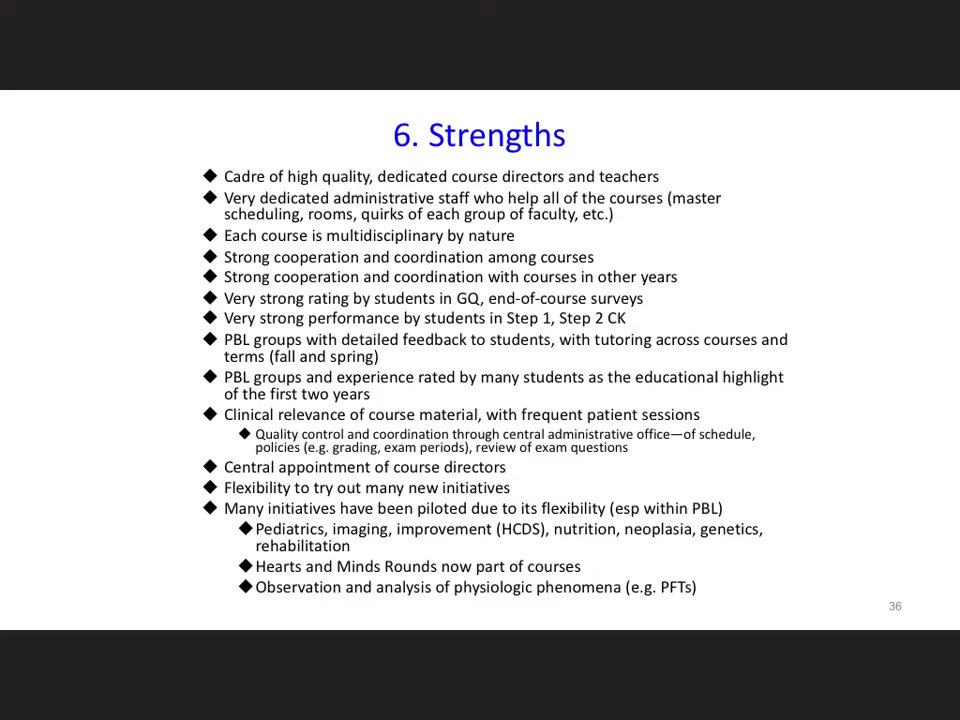 6. Strengths
◆ Cadre of high quality, dedicated course directors and teachers
◆ Very dedicated administrative staff who help all of the courses (master
scheduling, rooms, quirks of each group of faculty, etc.)
◆ Each course is multidisciplinary by nature
◆ Strong cooperation and coordination among courses
◆ Strong cooperation and coordination with courses in other years
◆ Very strong rating by students in GQ, end-of-course surveys
◆ Very strong performance by students in Step 1, Step 2 CK
◆ PBL groups with detailed feedback to students, with tutoring across courses and
terms (fall and spring)
◆ PBL groups and experience rated by many students as the educational highlight
of the first two years
◆ Clinical relevance of course material, with frequent patient sessions
◆ Quality control and coordination through central administrative office—of schedule,
policies (e.g. grading, exam periods), review of exam questions
◆ Central appointment of course directors
◆ Flexibility to try out many new initiatives
◆ Many initiatives have been piloted due to its flexibility (esp within PBL)
◆ Pediatrics, imaging, improvement (HCDS), nutrition, neoplasia, genetics,
rehabilitation
◆ Hearts and Minds Rounds now part of courses
◆ Observation and analysis of physiologic phenomena (e.g. PFTs)
36